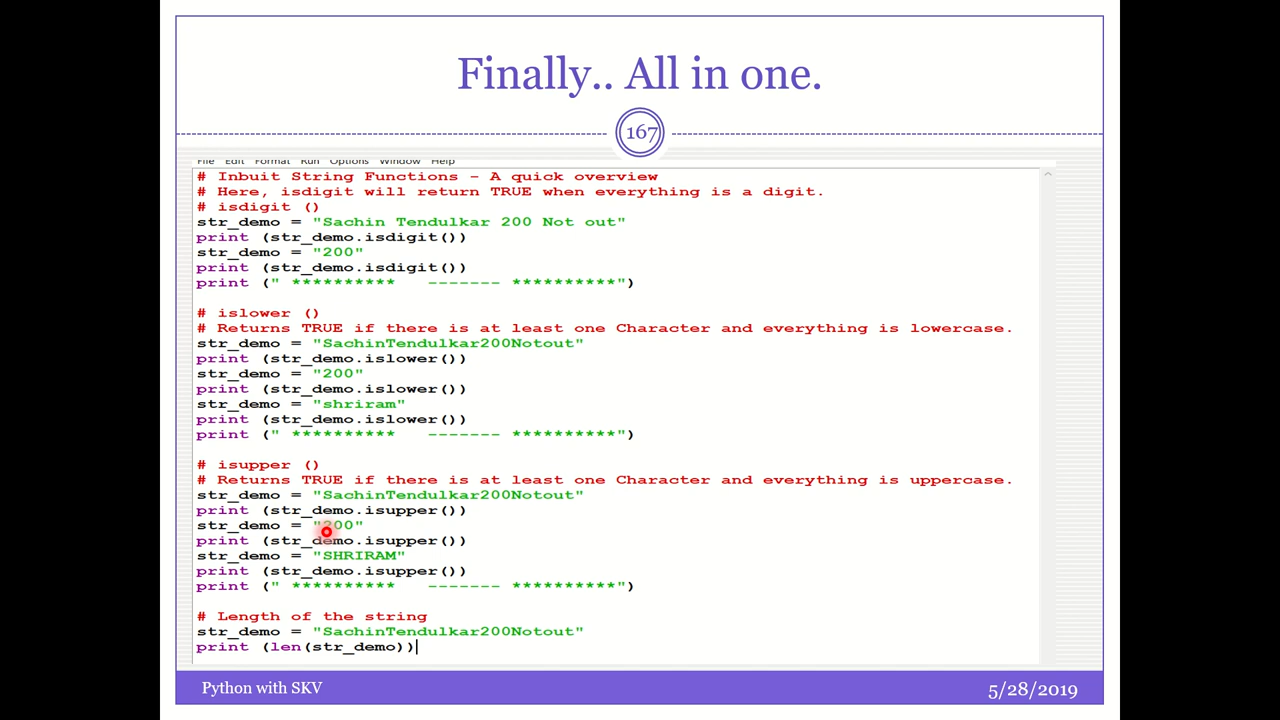 Finally.. All in one.
167
File Edit Format Run Options Window Help
# Inbuit String Functions - A quick overview
# Here, isdigit will return TRUE when everything is a digit.
# isdigit ()
str_demo = "Sachin Tendulkar 200 Not out"
print (str_demo.isdigit())
str_demo = "200"
print (str_demo.isdigit())
print (" ********** ------- **********")
# islower ()
# Returns TRUE if there is at least one Character and everything is lowercase.
str_demo = "SachinTendulkar200Notout"
print (str_demo.islower())
str_demo = "200"
print (str_demo.islower())
str_demo = "shriram"
print (str_demo.islower())
print (" ********** ------- **********")
# isupper ()
# Returns TRUE if there is at least one Character and everything is uppercase.
str_demo = "SachinTendulkar200Notout"
print (str_demo.isupper())
str_demo = "200"
print (str_demo.isupper())
str_demo = "SHRIRAM"
print (str_demo.isupper())
print (" ********** ------- **********")
# Length of the string
str_demo = "SachinTendulkar200Notout"
print (len(str_demo))
Python with SKV
5/28/2019